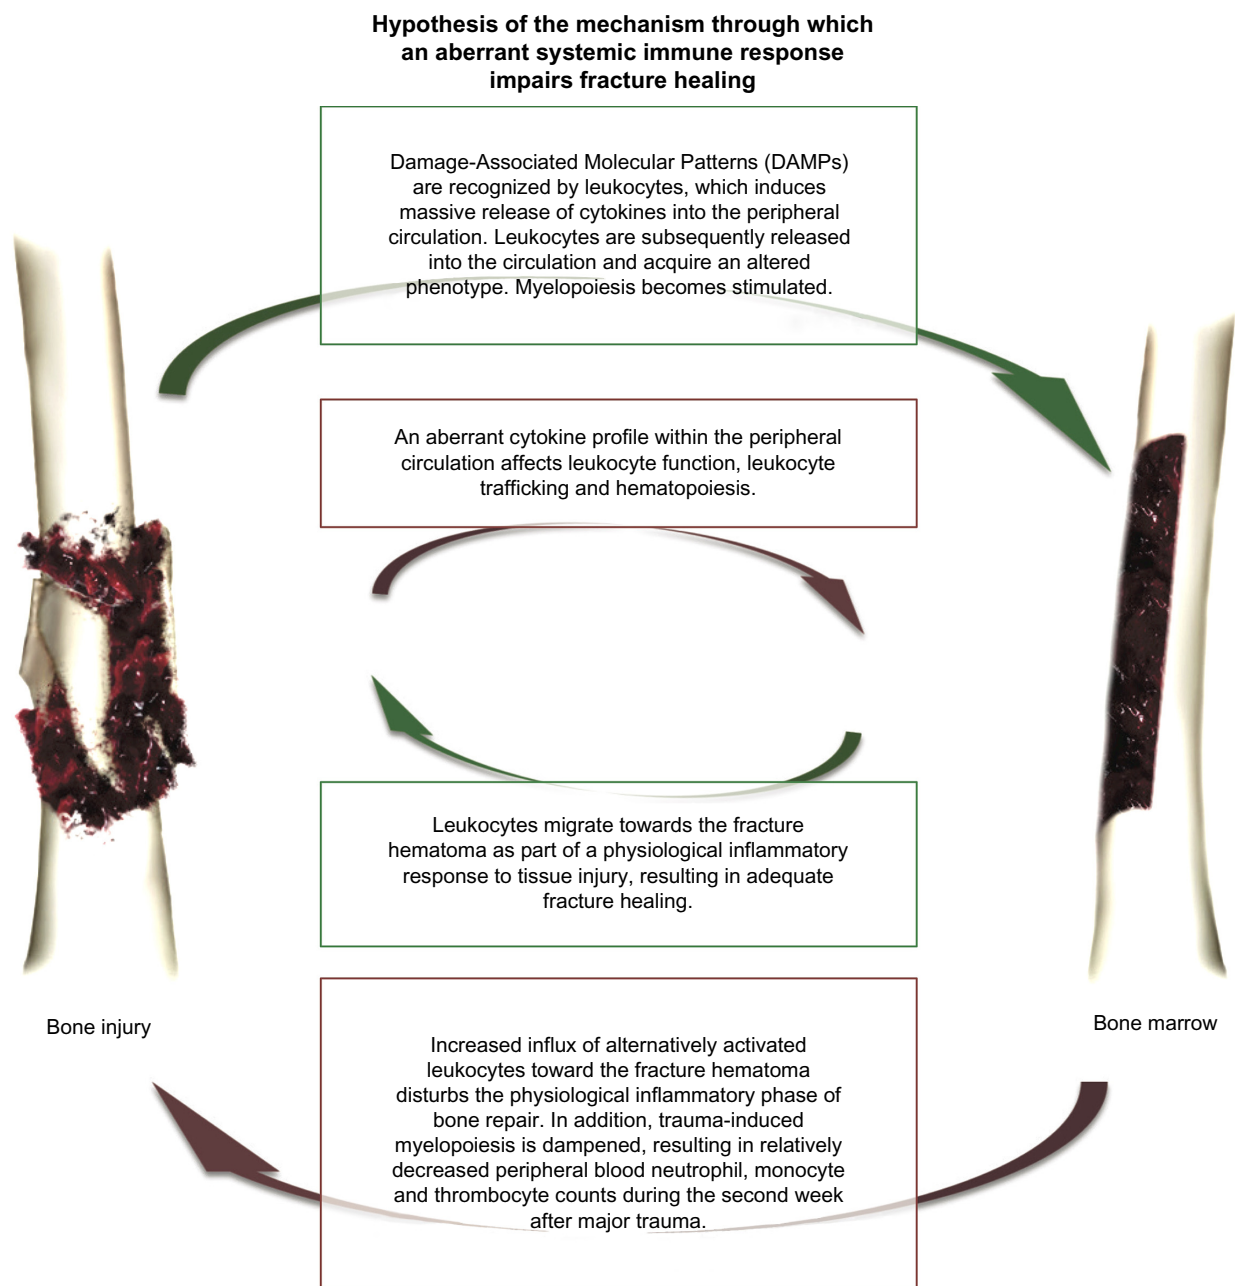 Hypothesis of the mechanism through which
an aberrant systemic immune response
impairs fracture healing
Damage-Associated Molecular Patterns (DAMPs)
are recognized by leukocytes, which induces
massive release of cytokines into the peripheral
circulation. Leukocytes are subsequently released
into the circulation and acquire an altered
phenotype. Myelopoiesis becomes stimulated.
An aberrant cytokine profile within the peripheral
circulation affects leukocyte function, leukocyte
trafficking and hematopoiesis.
Leukocytes migrate towards the fracture
hematoma as part of a physiological inflammatory
response to tissue injury, resulting in adequate
fracture healing.
Bone injury
Bone marrow
Increased influx of alternatively activated
leukocytes toward the fracture hematoma
disturbs the physiological inflammatory phase of
bone repair. In addition, trauma-induced
myelopoiesis is dampened, resulting in relatively
decreased peripheral blood neutrophil, monocyte
and thrombocyte counts during the second week
after major trauma.